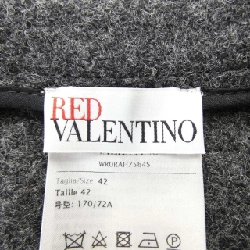 RED
VALENTINO
Taglia/Size 42
Taille 42
号型: 170/72A